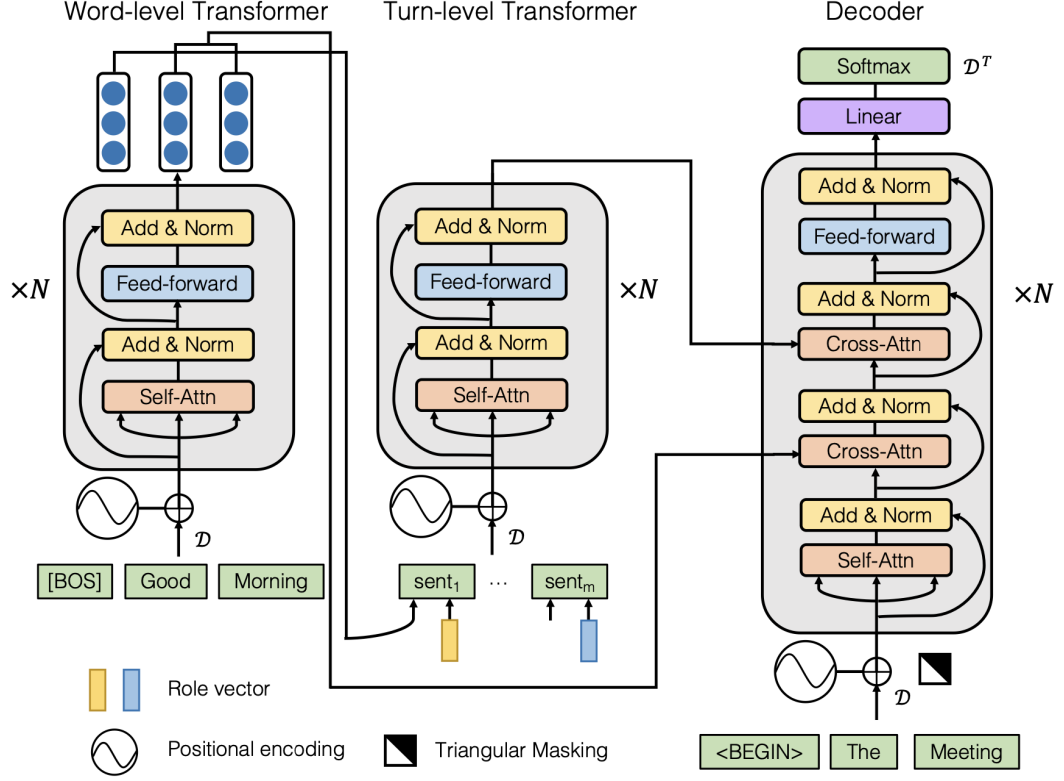 Word-level Transformer
Turn-level Transformer
Decoder
Add & Norm
Feed-forward
Add & Norm
Self-Attn
×N
𝒟
[BOS] Good Morning
Add & Norm
Feed-forward
Add & Norm
Self-Attn
×N
𝒟
sent₁ ... sentₘ
Softmax
𝒟ᵀ
Linear
Add & Norm
Feed-forward
Add & Norm
Cross-Attn
Add & Norm
Cross-Attn
Add & Norm
Self-Attn
×N
𝒟
<BEGIN> The Meeting
Role vector
Positional encoding
Triangular Masking